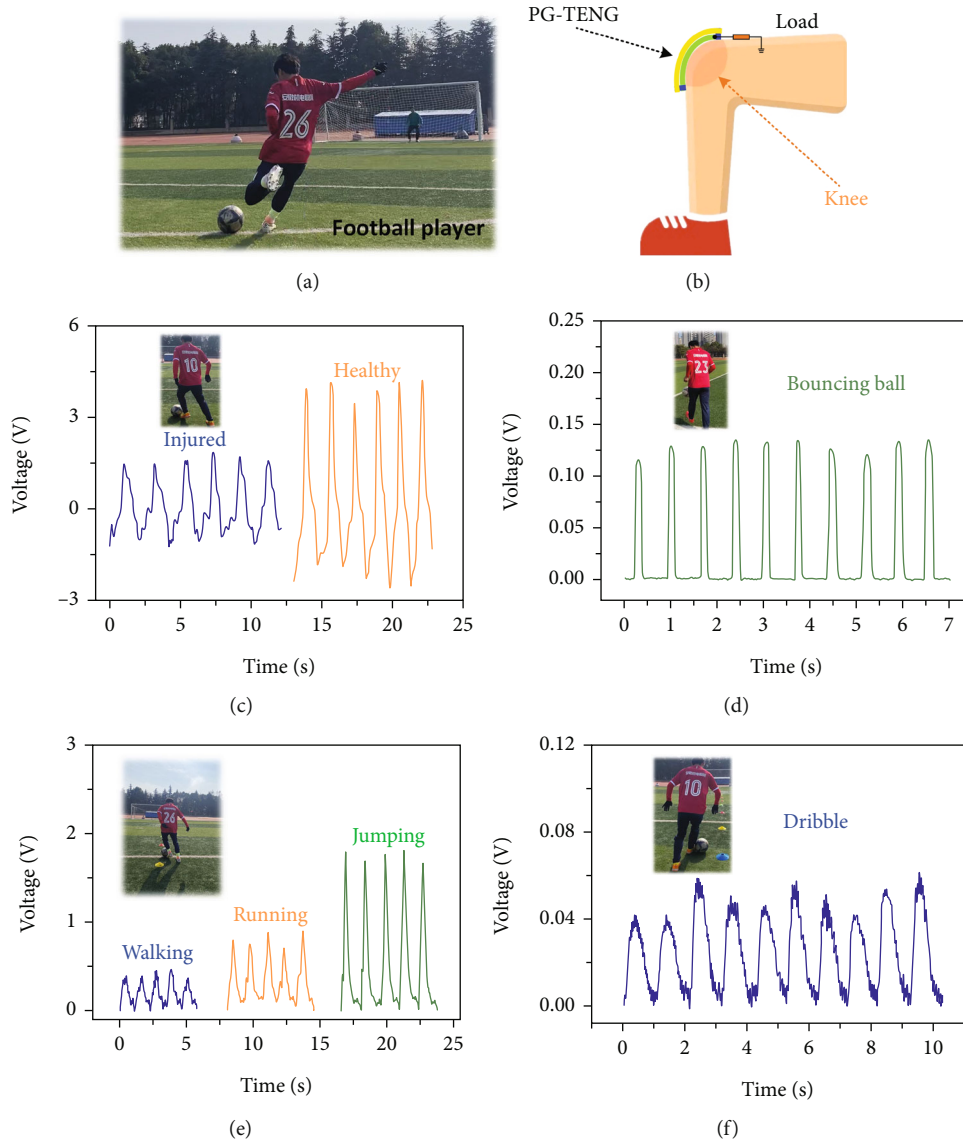 26
Football player
(a)
PG-TENG
Load
Knee
(b)
6
3
0
–3
Voltage (V)
10
Injured
Healthy
0
5
10
15
20
25
Time (s)
(c)
0.25
0.20
0.15
0.10
0.05
0.00
Voltage (V)
23
Bouncing ball
0
1
2
3
4
5
6
7
Time (s)
(d)
3
2
1
0
Voltage (V)
26
Walking
Running
Jumping
0
5
10
15
20
25
Time (s)
(e)
0.12
0.08
0.04
0.00
Voltage (V)
10
Dribble
0
2
4
6
8
10
Time (s)
(f)